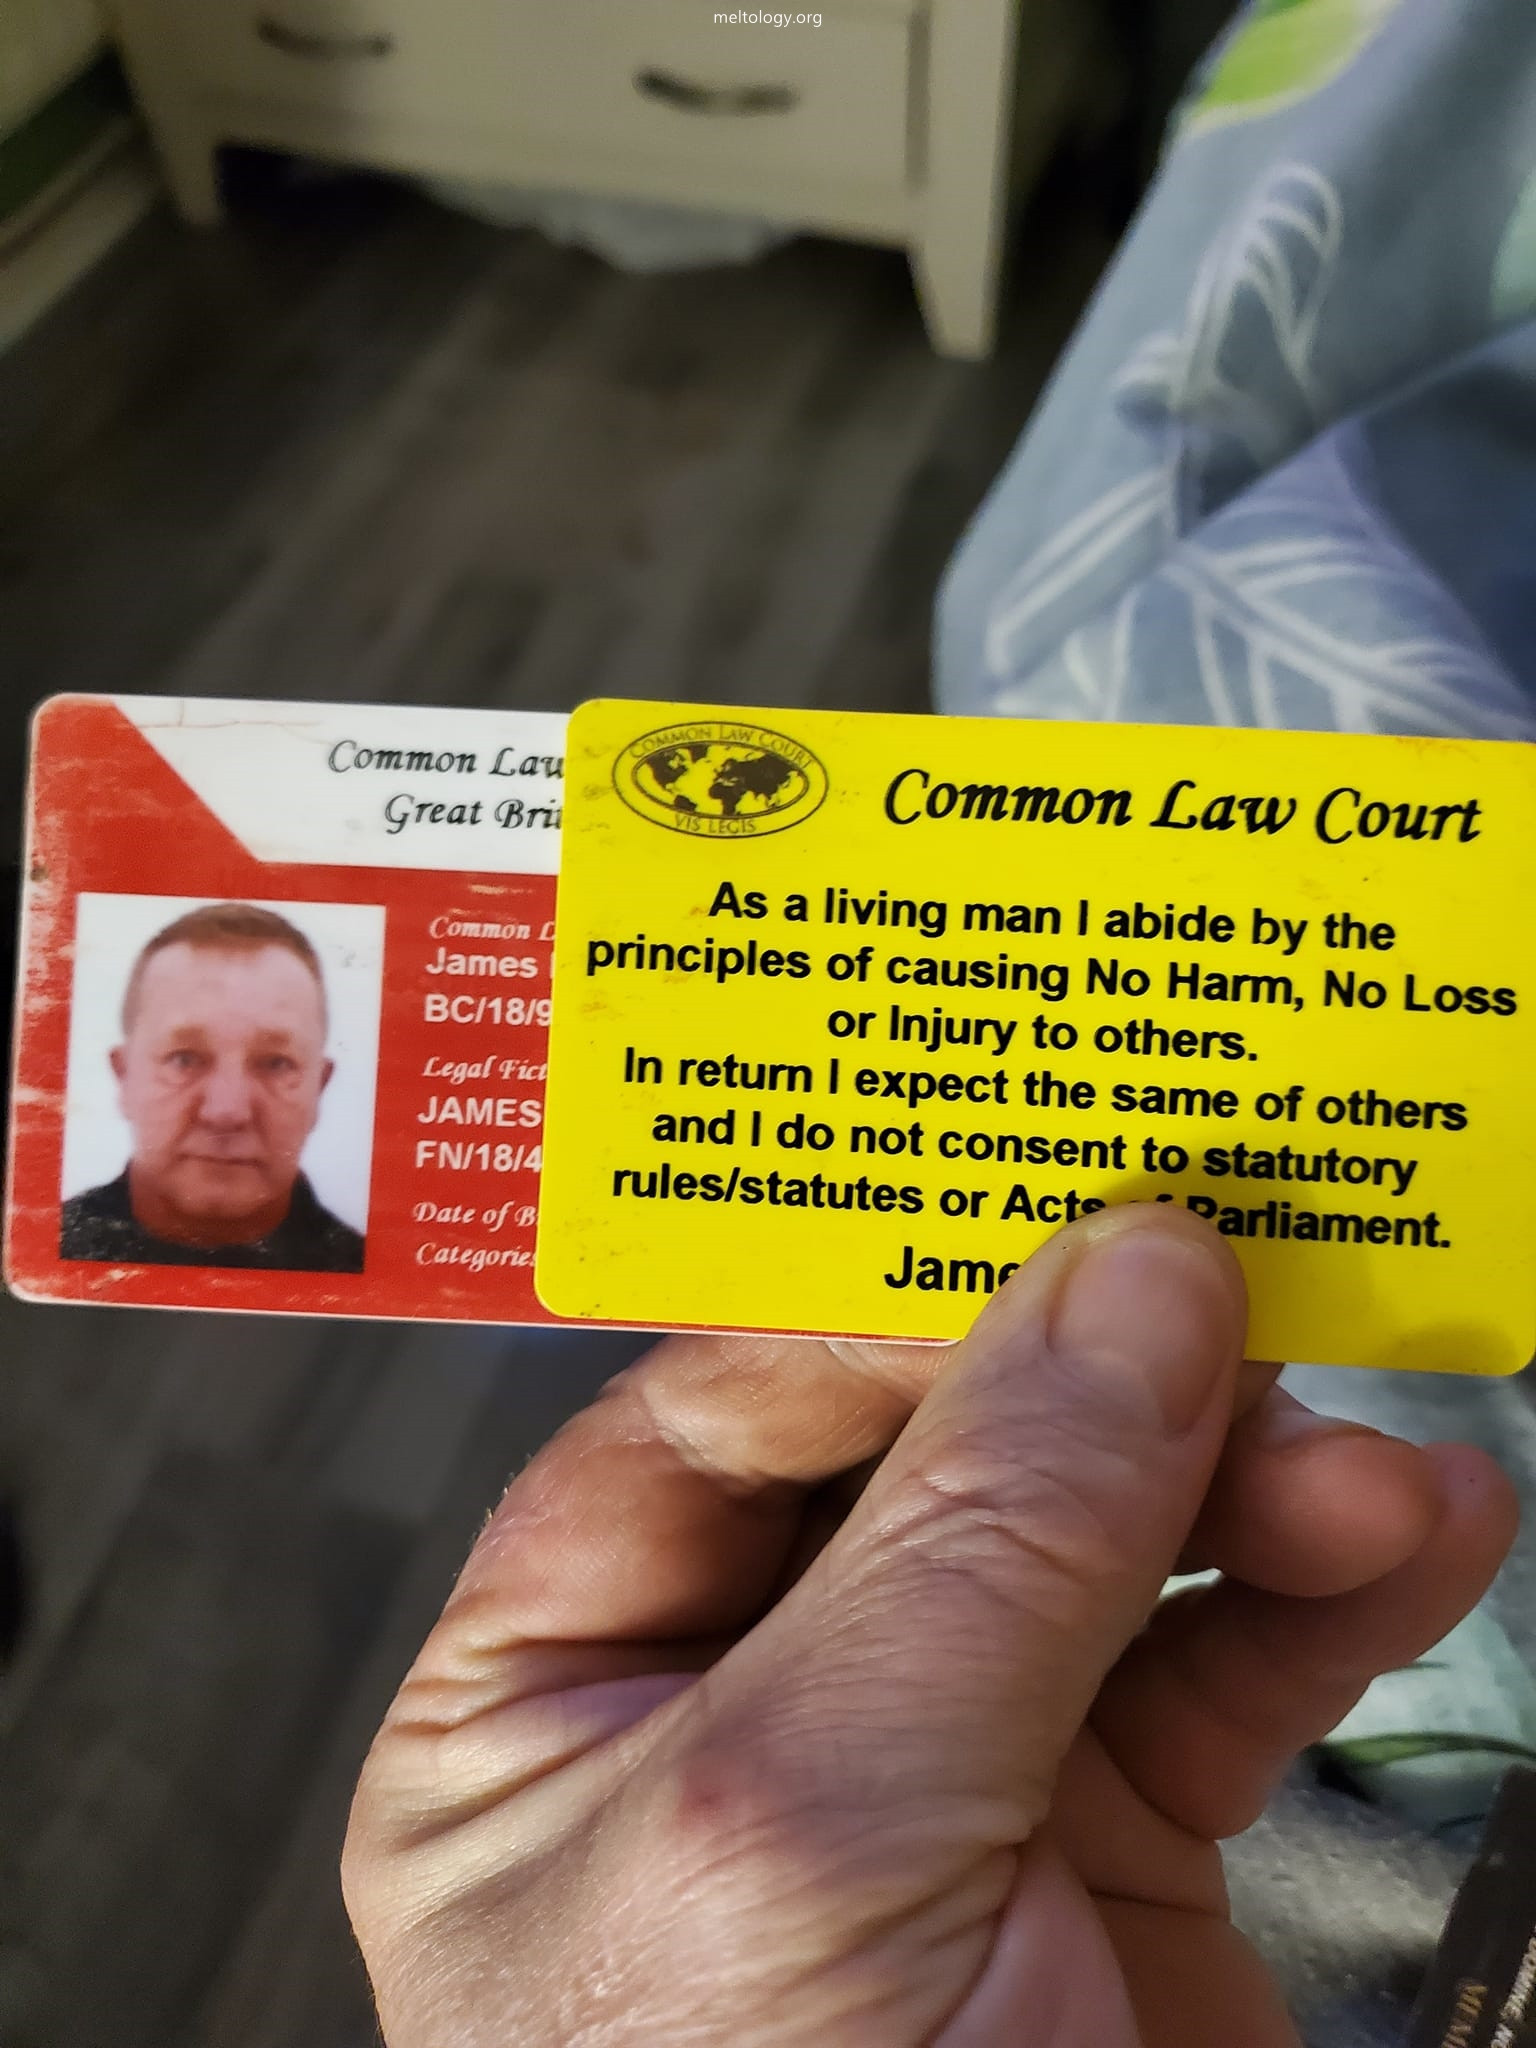 meltology.org
Common Law
Great Brit
Common L
James
BC/18/9
Legal Fict
JAMES
FN/18/4
Date of B
Categories
COMMON LAW COURT
VIS LEGIS
Common Law Court
As a living man I abide by the
principles of causing No Harm, No Loss
or Injury to others.
In return I expect the same of others
and I do not consent to statutory
rules/statutes or Acts of Parliament.
Jame